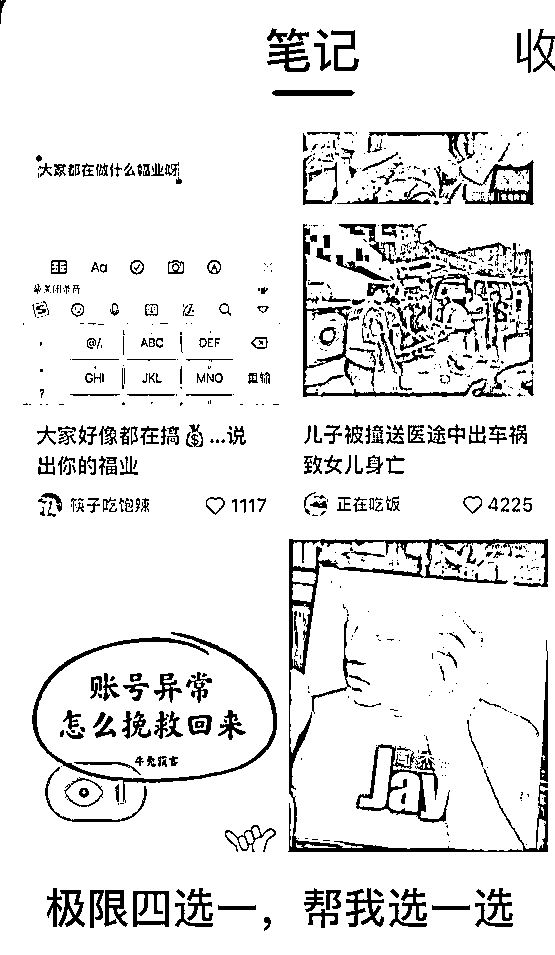 笔记
收
大家都在做什么福业呀
Aa
@/.
ABC
DEF
GHI
JKL
MNO
重输
大家好像都在搞💰...说
出你的福业
筷子吃饱辣
1117
儿子被撞送医途中出车祸
致女儿身亡
正在吃饭
4225
账号异常
怎么挽救回来
Jay
极限四选一，帮我选一选